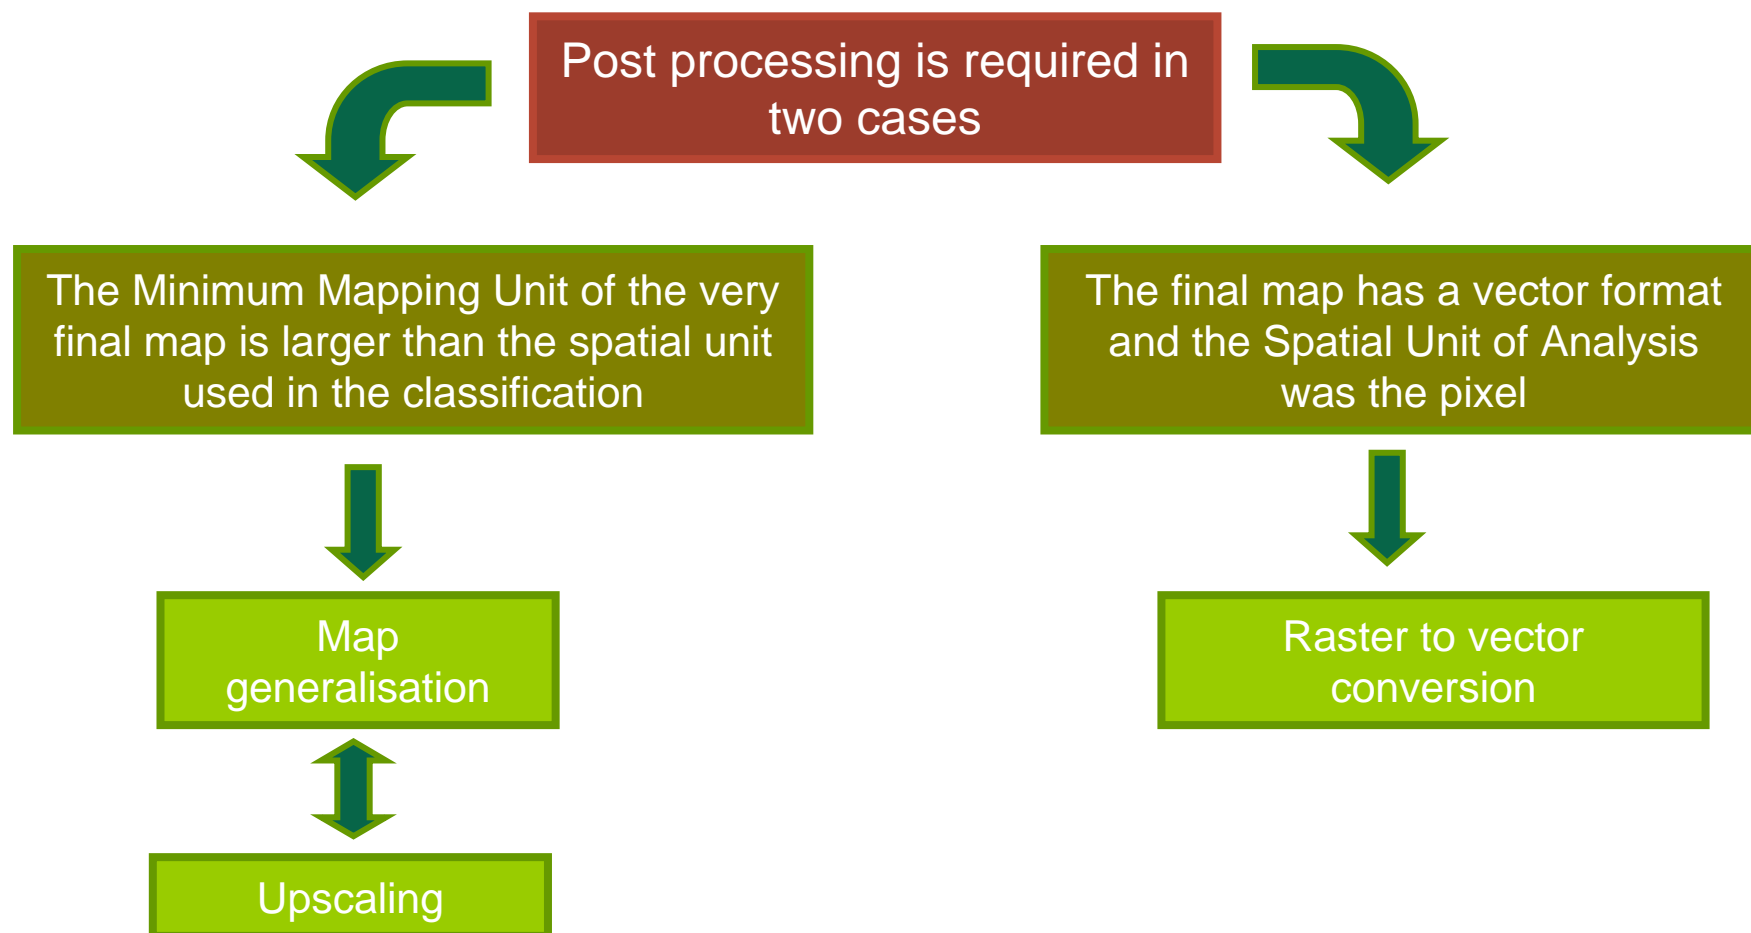 Post processing is required in
two cases
The Minimum Mapping Unit of the very
final map is larger than the spatial unit
used in the classification
The final map has a vector format
and the Spatial Unit of Analysis
was the pixel
Map
generalisation
Raster to vector
conversion
Upscaling